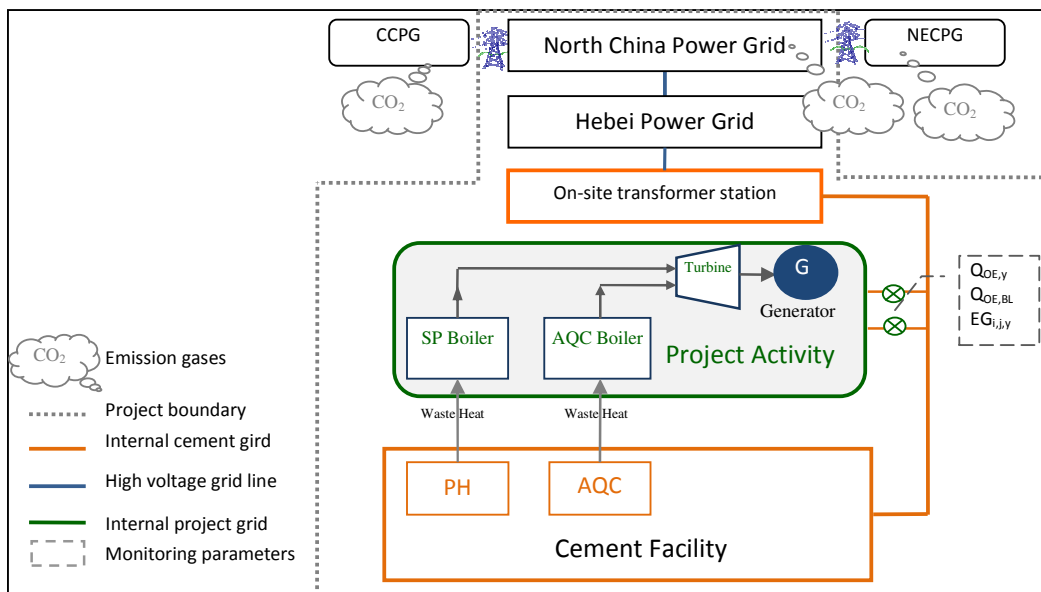 CCPG
North China Power Grid
NECPG
CO2
CO2
CO2
Hebei Power Grid
On-site transformer station
Turbine
G
Generator
SP Boiler
AQC Boiler
Project Activity
QOE,y
QOE,BL
EGi,j,y
Waste Heat
Waste Heat
PH
AQC
Cement Facility
CO2
Emission gases
Project boundary
Internal cement gird
High voltage grid line
Internal project grid
Monitoring parameters